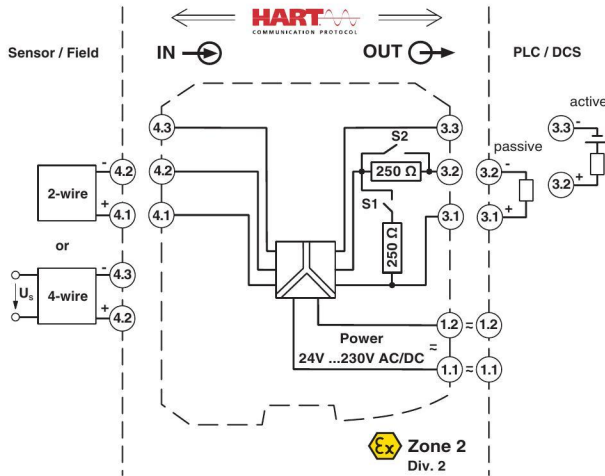 HART
COMMUNICATION PROTOCOL
Sensor / Field
IN
OUT
PLC / DCS
active
4.3
3.3
3.3 -
S2
passive
2-wire
- 4.2
4.2
250 Ω
3.2
3.2 -
3.2 +
+ 4.1
4.1
S1
3.1
3.1 +
or
250 Ω
Us
4-wire
- 4.3
+ 4.2
Power
24V ...230V AC/DC
≈
1.2 ≈ 1.2
1.1 ≈ 1.1
Ex
Zone 2
Div. 2